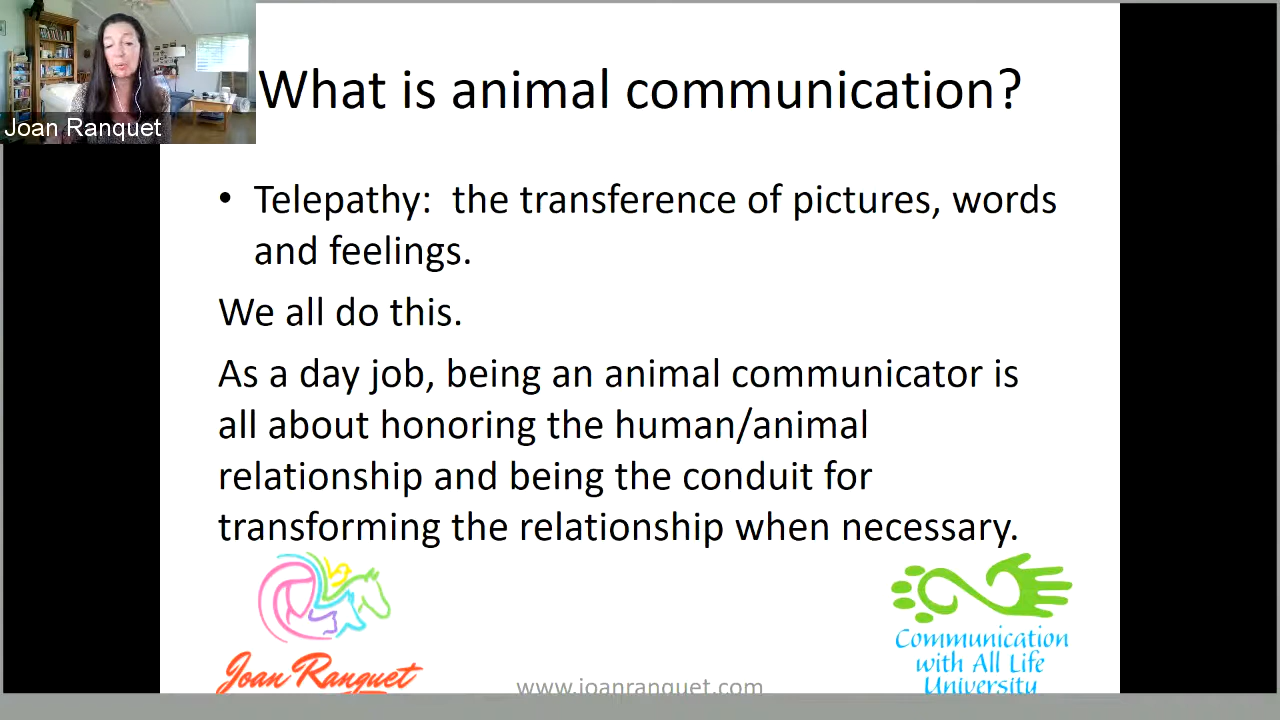 Joan Ranquet
What is animal communication?
• Telepathy:  the transference of pictures, words
and feelings.
We all do this.
As a day job, being an animal communicator is
all about honoring the human/animal
relationship and being the conduit for
transforming the relationship when necessary.
Joan Ranquet
www.joanranquet.com
Communication
with All Life
University